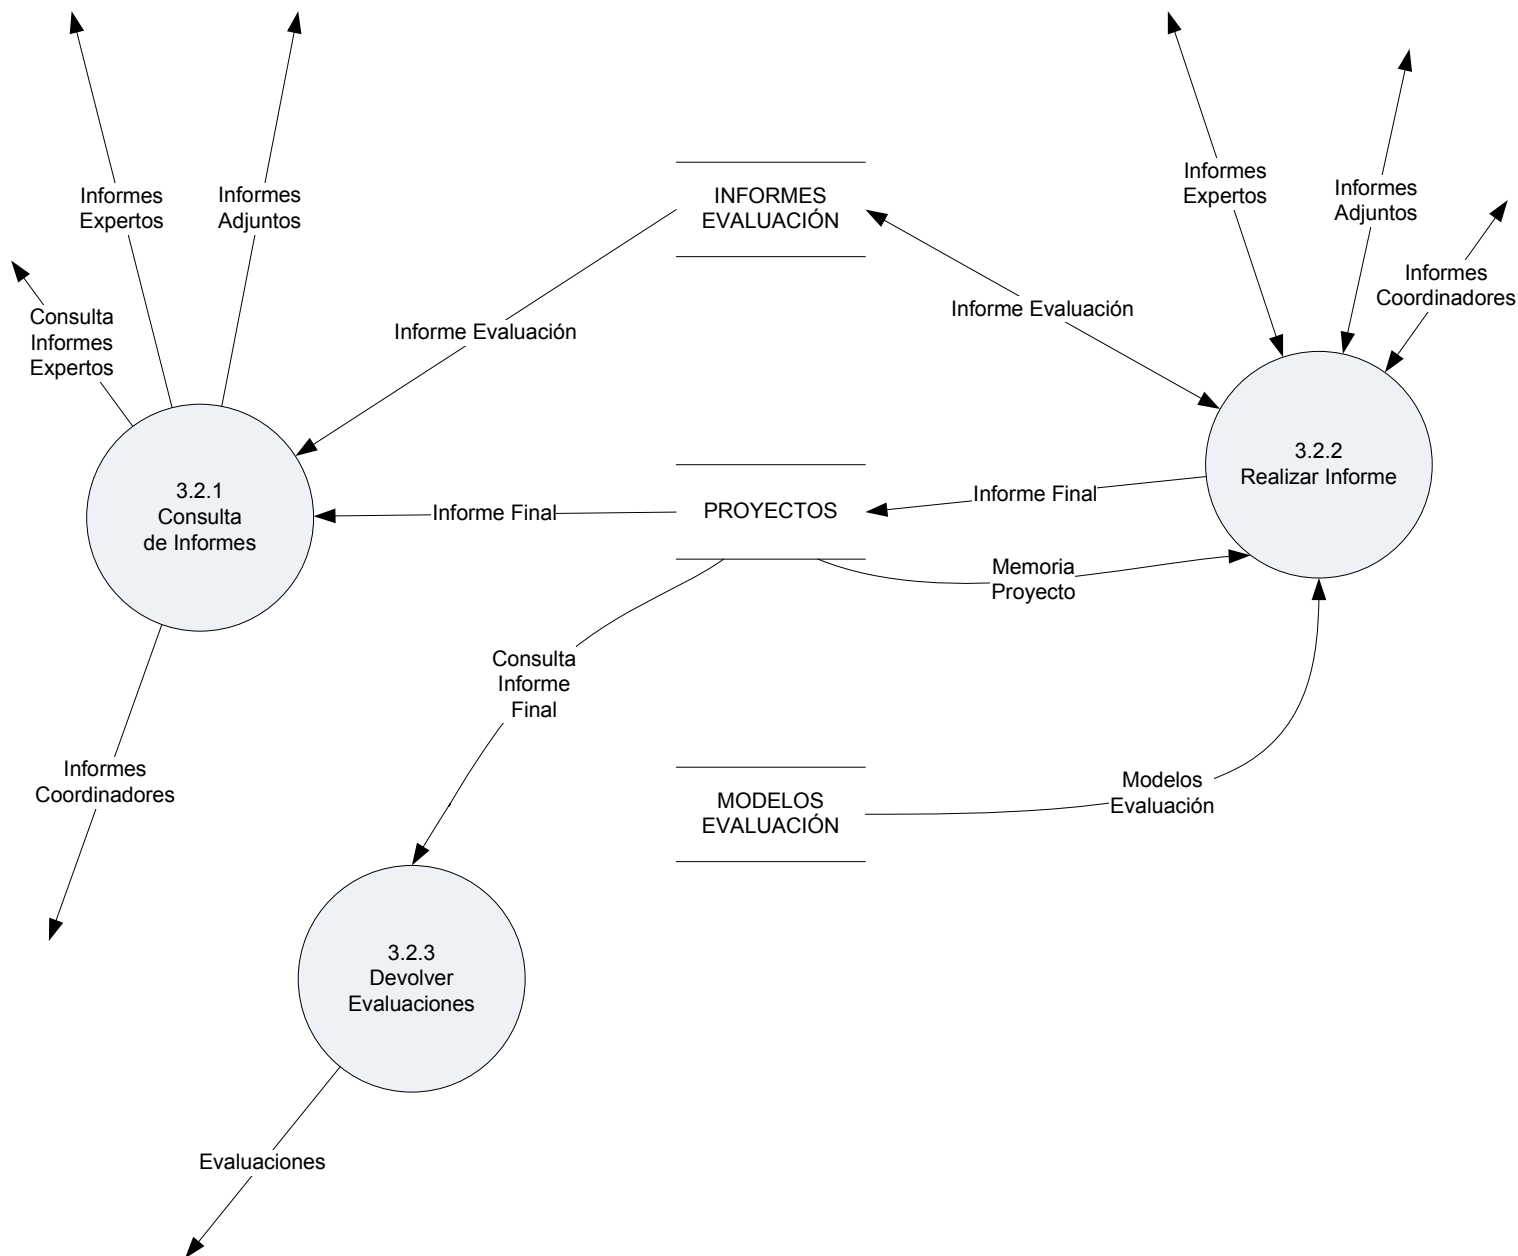 Informes
Expertos
Informes
Adjuntos
Consulta
Informes
Expertos
Informe Evaluación
INFORMES
EVALUACIÓN
Informe Evaluación
Informes
Expertos
Informes
Adjuntos
Informes
Coordinadores
3.2.1
Consulta
de Informes
Informe Final
PROYECTOS
Informe Final
3.2.2
Realizar Informe
Memoria
Proyecto
Consulta
Informe
Final
Informes
Coordinadores
MODELOS
EVALUACIÓN
Modelos
Evaluación
3.2.3
Devolver
Evaluaciones
Evaluaciones